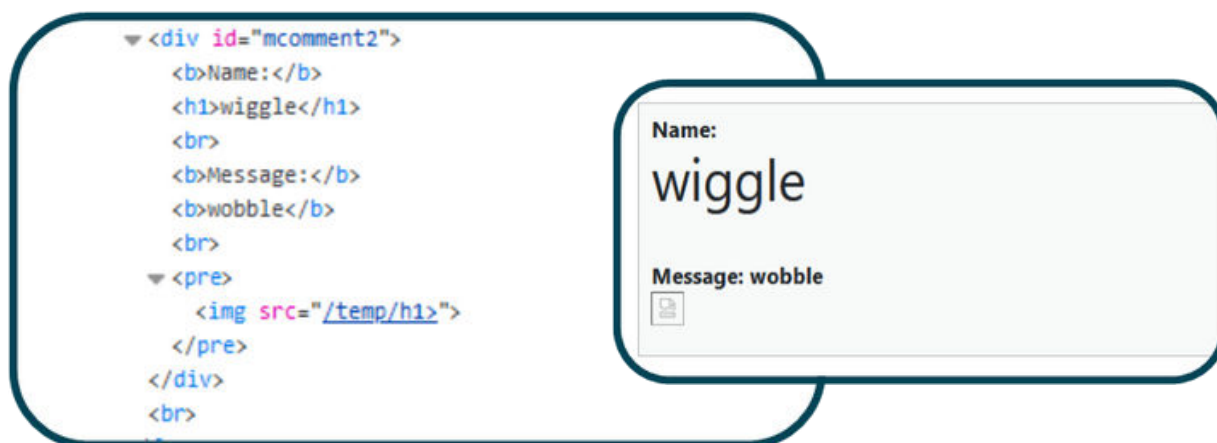 <div id="mcomment2">
<b>Name:</b>
<h1>wiggle</h1>
<br>
<b>Message:</b>
<b>wobble</b>
<br>
<pre>
<img src="/temp/h1>">
</pre>
</div>
<br>
Name:
wiggle
Message: wobble